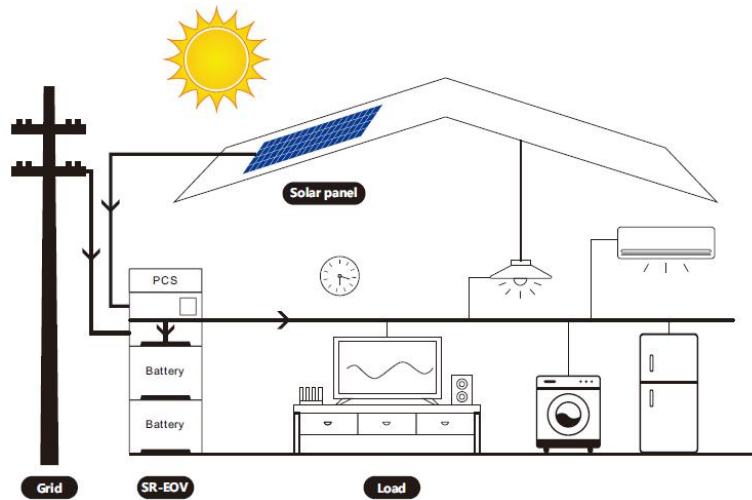 Solar panel
PCS
Battery
Battery
Grid
SR-EOV
Load